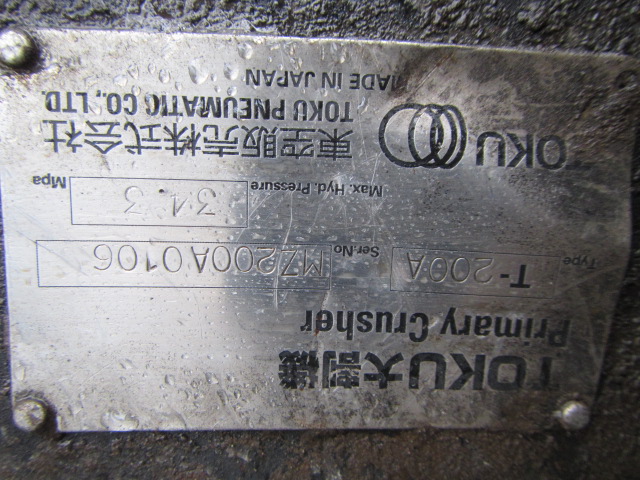 TOKU大割機
Primary Crusher
Type T-200A Ser.No MZ200A0106
Max. Hyd. Pressure 34.3 Mpa
TOKU 東空販売株式会社
TOKU PNEUMATIC CO., LTD.
MADE IN JAPAN